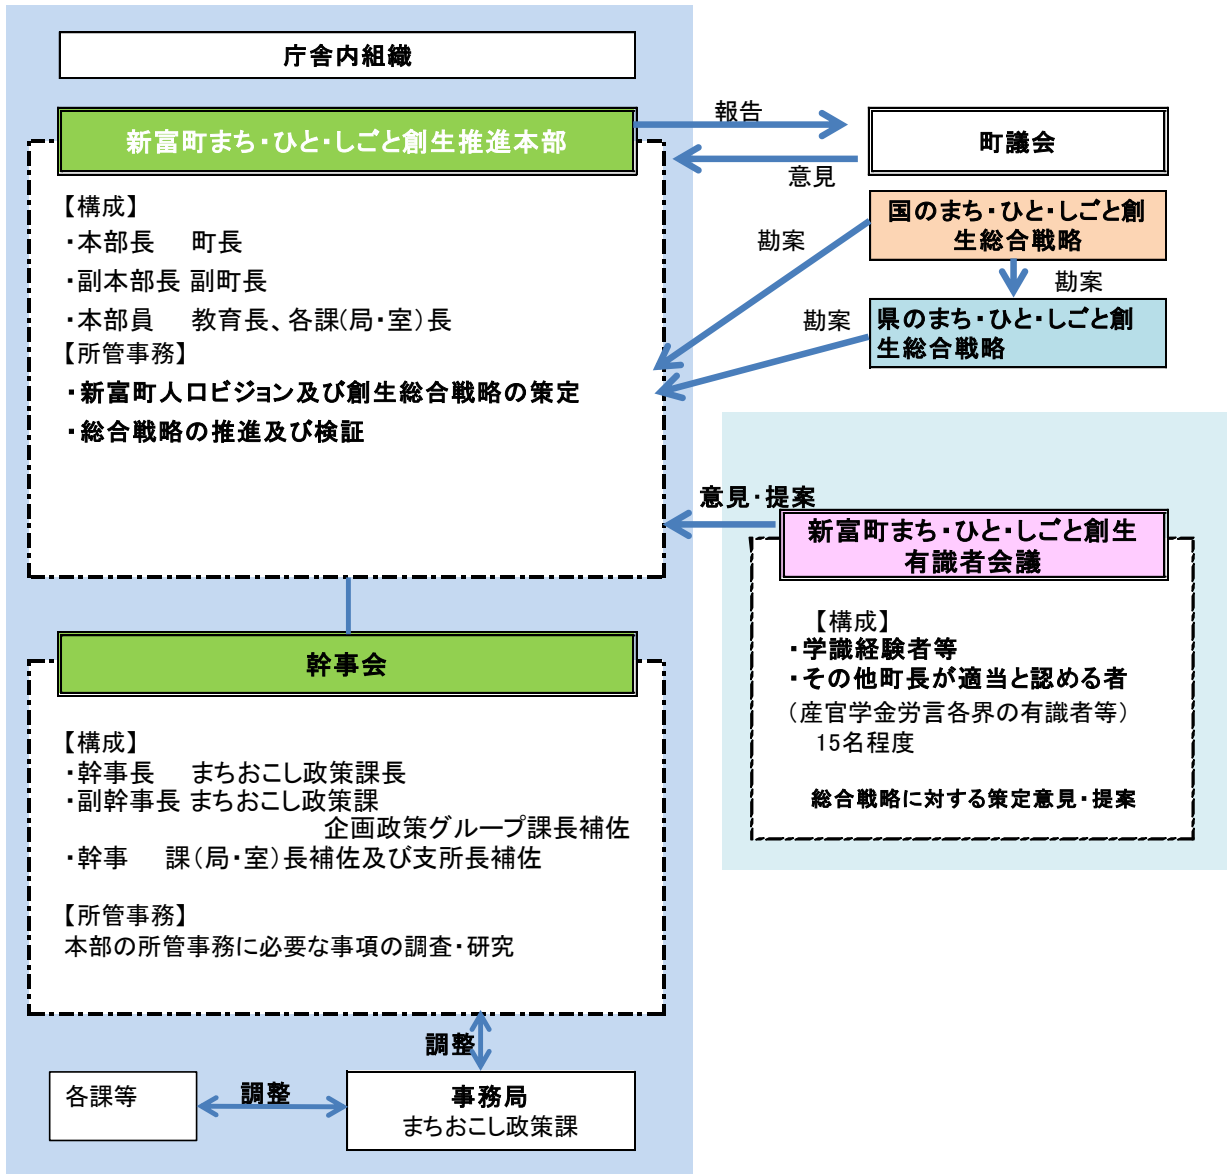 庁舎内組織
新富町まち・ひと・しごと創生推進本部
【構成】
・本部長　町長
・副本部長 副町長
・本部員　教育長、各課(局・室)長
【所管事務】
・新富町人口ビジョン及び創生総合戦略の策定
・総合戦略の推進及び検証
報告
意見
町議会
国のまち・ひと・しごと創
生総合戦略
勘案
勘案
県のまち・ひと・しごと創
生総合戦略
勘案
意見・提案
新富町まち・ひと・しごと創生
有識者会議
【構成】
・学識経験者等
・その他町長が適当と認める者
（産官学金労言各界の有識者等）
15名程度
総合戦略に対する策定意見・提案
幹事会
【構成】
・幹事長　まちおこし政策課長
・副幹事長 まちおこし政策課
企画政策グループ課長補佐
・幹事　課（局・室）長補佐及び支所長補佐
【所管事務】
本部の所管事務に必要な事項の調査・研究
調整
各課等
調整
事務局
まちおこし政策課